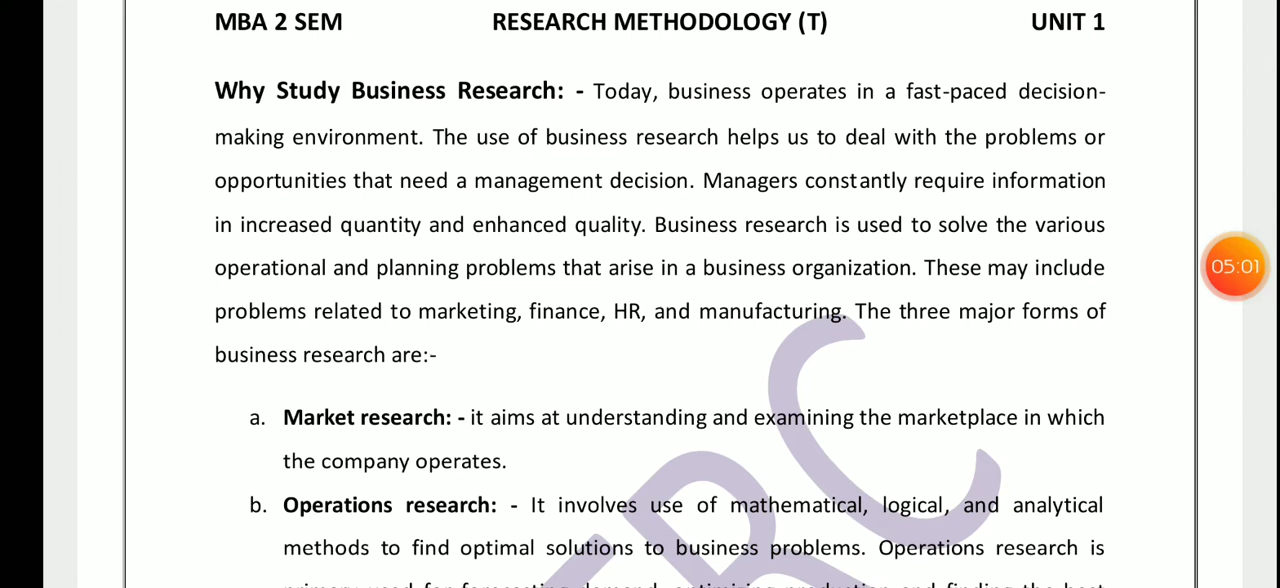 MBA 2 SEM RESEARCH METHODOLOGY (T) UNIT 1
Why Study Business Research: - Today, business operates in a fast-paced decision-
making environment. The use of business research helps us to deal with the problems or
opportunities that need a management decision. Managers constantly require information
in increased quantity and enhanced quality. Business research is used to solve the various
operational and planning problems that arise in a business organization. These may include
05:01
problems related to marketing, finance, HR, and manufacturing. The three major forms of
business research are:-
a. Market research: - it aims at understanding and examining the marketplace in which
the company operates.
b. Operations research: - It involves use of mathematical, logical, and analytical
methods to find optimal solutions to business problems. Operations research is